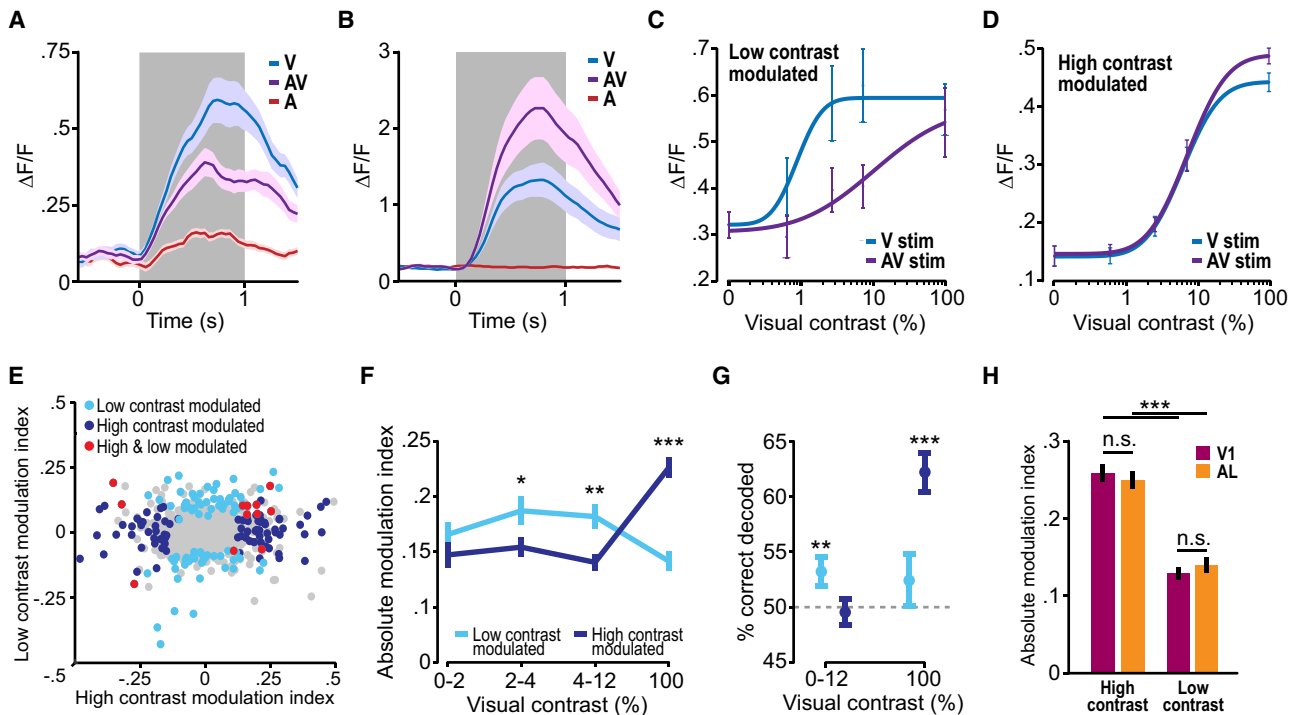 A
ΔF/F
.75
.5
.25
0
V
AV
A
0 1
Time (s)
B
ΔF/F
3
2
1
0
V
AV
A
0 1
Time (s)
C
Low contrast
modulated
ΔF/F
.7
.6
.5
.4
.3
.2
V stim
AV stim
0 1 10 100
Visual contrast (%)
D
High contrast
modulated
ΔF/F
.5
.4
.3
.2
.1
V stim
AV stim
0 1 10 100
Visual contrast (%)
E
Low contrast modulation index
.5
.25
0
-.25
-.5
Low contrast modulated
High contrast modulated
High & low modulated
-.25 0 .25 .5
High contrast modulation index
F
Absolute modulation index
.25
.2
.15
.1
0
* ** ***
Low contrast
modulated
High contrast
modulated
0-2 2-4 4-12 100
Visual contrast (%)
G
% correct decoded
65
60
55
50
45
** ***
0-12 100
Visual contrast (%)
H
Absolute modulation index
.3
.2
.1
0
***
n.s.
n.s.
V1
AL
High
contrast
Low
contrast